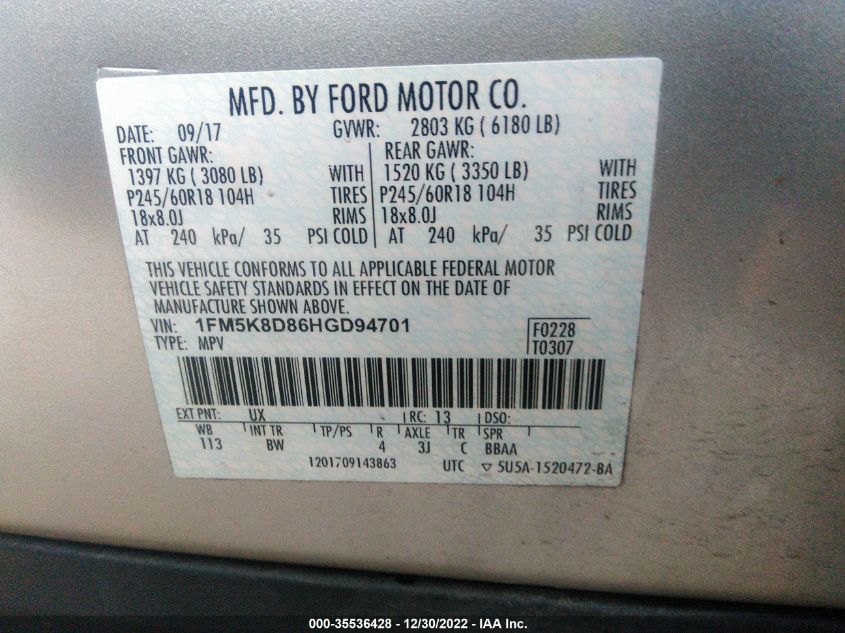 MFD. BY FORD MOTOR CO.
DATE: 09/17 GVWR: 2803 KG ( 6180 LB)
FRONT GAWR: REAR GAWR:
1397 KG ( 3080 LB) WITH 1520 KG ( 3350 LB) WITH
P245/60R18 104H TIRES P245/60R18 104H TIRES
18x8.0J RIMS 18x8.0J RIMS
AT 240 kPa/ 35 PSI COLD AT 240 kPa/ 35 PSI COLD
THIS VEHICLE CONFORMS TO ALL APPLICABLE FEDERAL MOTOR
VEHICLE SAFETY STANDARDS IN EFFECT ON THE DATE OF
MANUFACTURE SHOWN ABOVE.
VIN: 1FM5K8D86HGD94701 F0228
TYPE: MPV T0307
EXT PNT: UX RC: 13 DSO:
WB INT TR TP/PS R AXLE TR SPR
113 BW 4 3J C BBAA
1201709143863 UTC ▽ 5U5A-1520472-BA
000-35536428 - 12/30/2022 - IAA Inc.